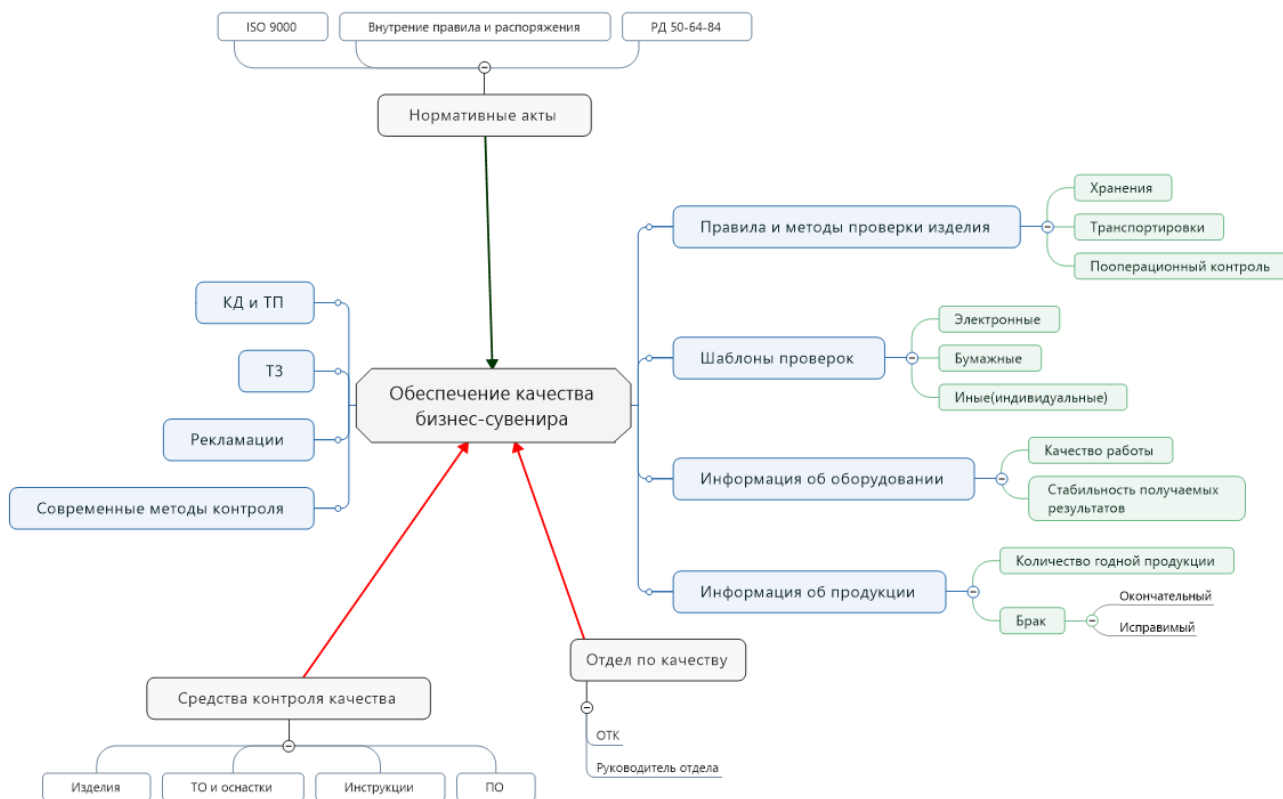 ISO 9000
Внутрение правила и распоряжения
РД 50-64-84
Нормативные акты
Хранения
Правила и методы проверки изделия
Транспортировки
Пооперационный контроль
КД и ТП
Электронные
Шаблоны проверок
Бумажные
ТЗ
Иные(индивидуальные)
Обеспечение качества
бизнес-сувенира
Рекламации
Качество работы
Информация об оборудовании
Стабильность получаемых
результатов
Современные методы контроля
Количество годной продукции
Информация об продукции
Окончательный
Брак
Исправимый
Отдел по качеству
Средства контроля качества
ОТК
Руководитель отдела
Изделия
ТО и оснастки
Инструкции
ПО